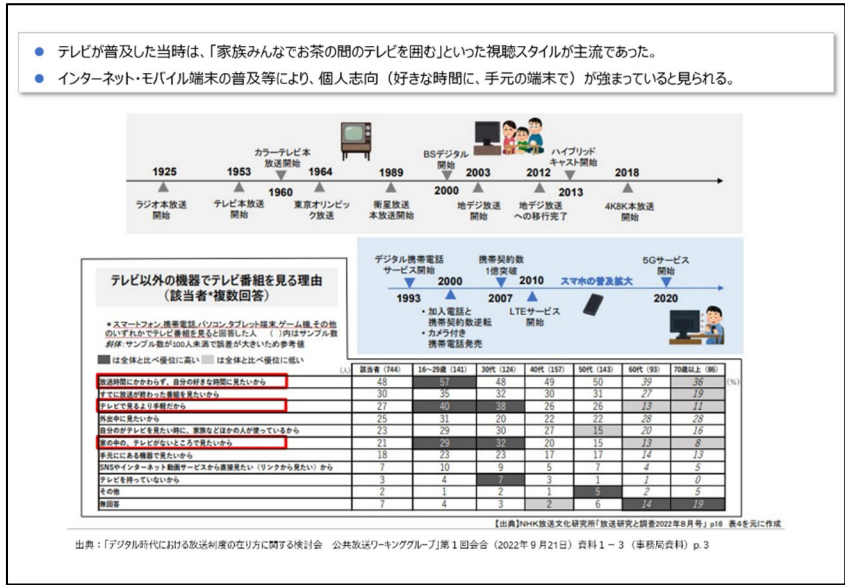 ● テレビが普及した当時は、「家族みんなでお茶の間のテレビを囲む」といった視聴スタイルが主流であった。
● インターネット・モバイル端末の普及等により、個人志向（好きな時間に、手元の端末で）が強まっていると見られる。
1925
ラジオ本放送
開始
1953
テレビ本放送
開始
カラーテレビ本
放送開始
1960
1964
東京オリンピッ
ク放送
1989
衛星放送
本放送開始
BSデジタル
開始
2000
2003
地デジ放送
開始
2012
地デジ放送
への移行完了
ハイブリッド
キャスト開始
2013
2018
4K8K本放送
開始
デジタル携帯電話
サービス開始
1993
2000
・加入電話と
携帯契約数逆転
・カメラ付き
携帯電話発売
携帯契約数
1億突破
2007
2010
LTEサービス
開始
スマホの普及拡大
5Gサービス
開始
2020
テレビ以外の機器でテレビ番組を見る理由
（該当者*複数回答）
*スマートフォン,携帯電話,パソコン,タブレット端末,ゲーム機,その他
のいずれかでテレビ番組を見ると回答した人 （ ）内はサンプル数
斜体:サンプル数が100人未満で誤差が大きいため参考値
は全体と比べ優位に高い は全体と比べ優位に低い
(人) 該当者（744） 16～29歳（141） 30代（124） 40代（157） 50代（143） 60代（93） 70歳以上（86）
放送時間にかかわらず、自分の好きな時間に見たいから 48 57 48 49 50 39 36 (%)
すでに放送が終わった番組を見たいから 30 35 32 30 31 27 19
テレビで見るより手軽だから 27 40 38 26 26 13 11
外出中に見たいから 25 31 20 22 22 28 28
自分のがテレビを見たい時に、家族などほかの人が使っているから 23 29 30 27 15 20 16
家の中の、テレビがないところで見たいから 21 29 32 20 15 13 8
手元ににある機器で見たいから 18 23 23 17 17 14 13
SNSやインターネット動画サービスから直接見たい（リンクから見たい）から 7 10 9 5 7 4 5
テレビを持っていないから 3 4 7 3 1 1 0
その他 2 1 2 1 5 2 5
無回答 7 4 3 2 6 14 19
【出典】NHK放送文化研究所「放送研究と調査2022年8月号」p16 表4を元に作成
出典：「デジタル時代における放送制度の在り方に関する検討会 公共放送ワーキンググループ」第１回会合（2022年９月21日）資料１－３（事務局資料）p.３